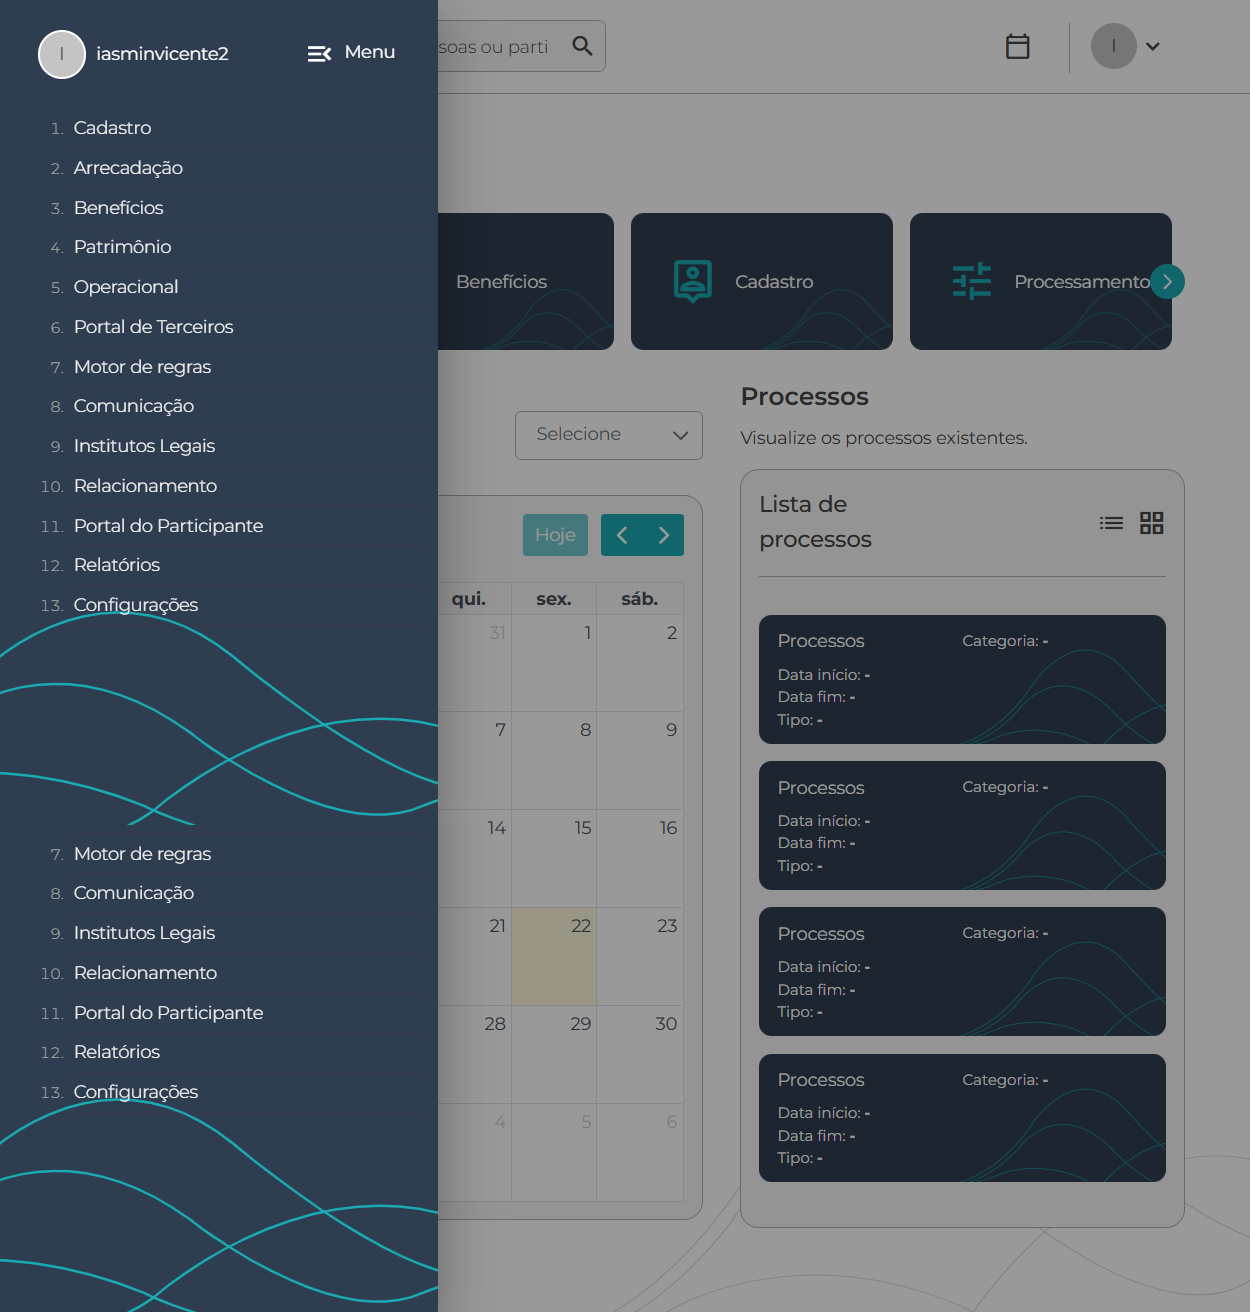 I iasminvicente2 Menu
1. Cadastro
2. Arrecadação
3. Benefícios
4. Patrimônio
5. Operacional
6. Portal de Terceiros
7. Motor de regras
8. Comunicação
9. Institutos Legais
10. Relacionamento
11. Portal do Participante
12. Relatórios
13. Configurações
7. Motor de regras
8. Comunicação
9. Institutos Legais
10. Relacionamento
11. Portal do Participante
12. Relatórios
13. Configurações
soas ou parti
I
Benefícios
Cadastro
Processamento
Selecione
Hoje
qui. sex. sáb.
31 1 2
7 8 9
14 15 16
21 22 23
28 29 30
4 5 6
Processos
Visualize os processos existentes.
Lista de
processos
Processos Categoria: -
Data início: -
Data fim: -
Tipo: -
Processos Categoria: -
Data início: -
Data fim: -
Tipo: -
Processos Categoria: -
Data início: -
Data fim: -
Tipo: -
Processos Categoria: -
Data início: -
Data fim: -
Tipo: -